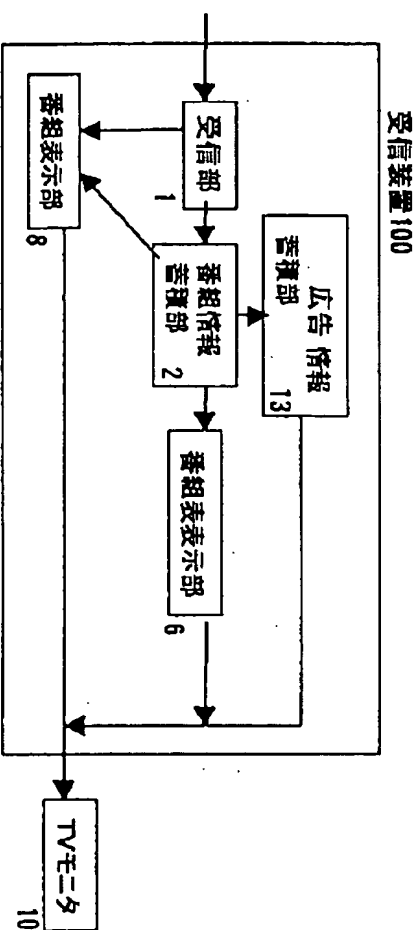 受信装置100
広告 情報
蓄積部
13
受信部
1
番組情報
蓄積部
2
番組表表示部
6
番組表示部
8
TVモニタ
10